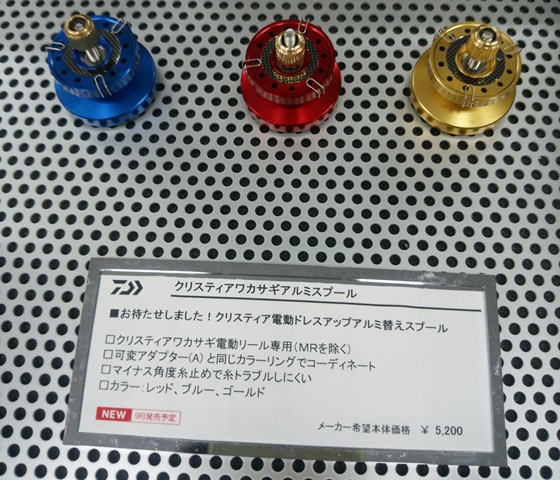 クリスティアワカサギアルミスプール
■お待たせしました！クリスティア電動ドレスアップアルミ替えスプール
□クリスティアワカサギ電動リール専用(MRを除く)
□可変アダプター(A)と同じカラーリングでコーディネート
□マイナス角度糸止めで糸トラブルしにくい
□カラー：レッド、ブルー、ゴールド
NEW 9月発売予定
メーカー希望本体価格 ￥ 5,200